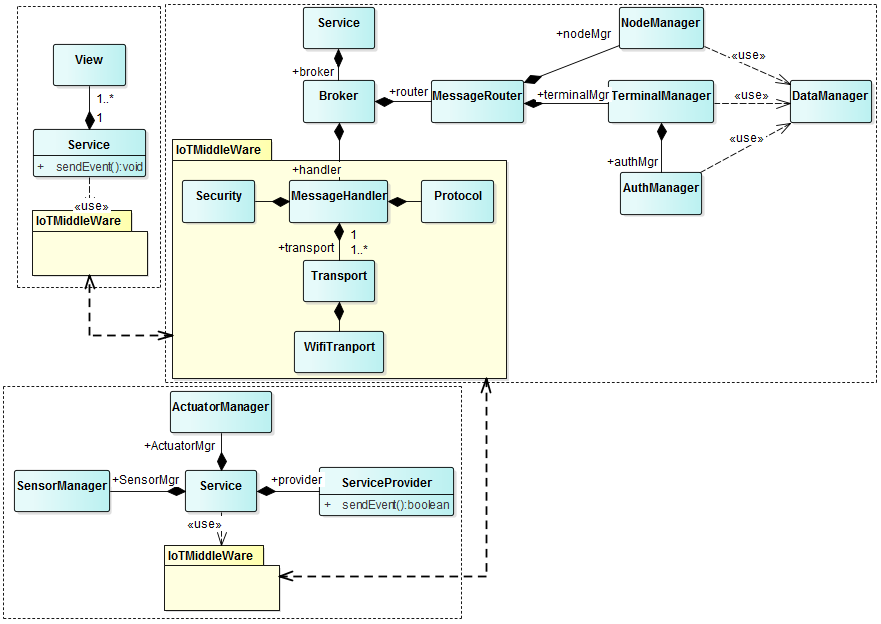 View
1..*
1
Service
+ sendEvent():void
«use»
IoTMiddleWare
Service
+broker
Broker
+router
MessageRouter
+nodeMgr
NodeManager
+terminalMgr
TerminalManager
«use»
«use»
«use»
DataManager
+authMgr
AuthManager
IoTMiddleWare
+handler
Security
MessageHandler
Protocol
1
+transport
1..*
Transport
WifiTranport
ActuatorManager
+ActuatorMgr
SensorManager
+SensorMgr
Service
+provider
ServiceProvider
+ sendEvent():boolean
«use»
IoTMiddleWare